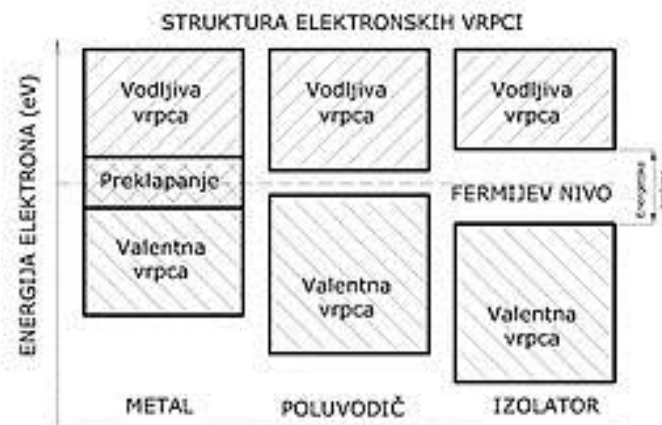 STRUKTURA ELEKTRONSKIH VRPCI
ENERGIJA ELEKTRONA (eV)
Vodljiva
vrpca
Preklapanje
Valentna
vrpca
Vodljiva
vrpca
Valentna
vrpca
Vodljiva
vrpca
FERMIJEV NIVO
Valentna
vrpca
METAL
POLUVODIČ
IZOLATOR